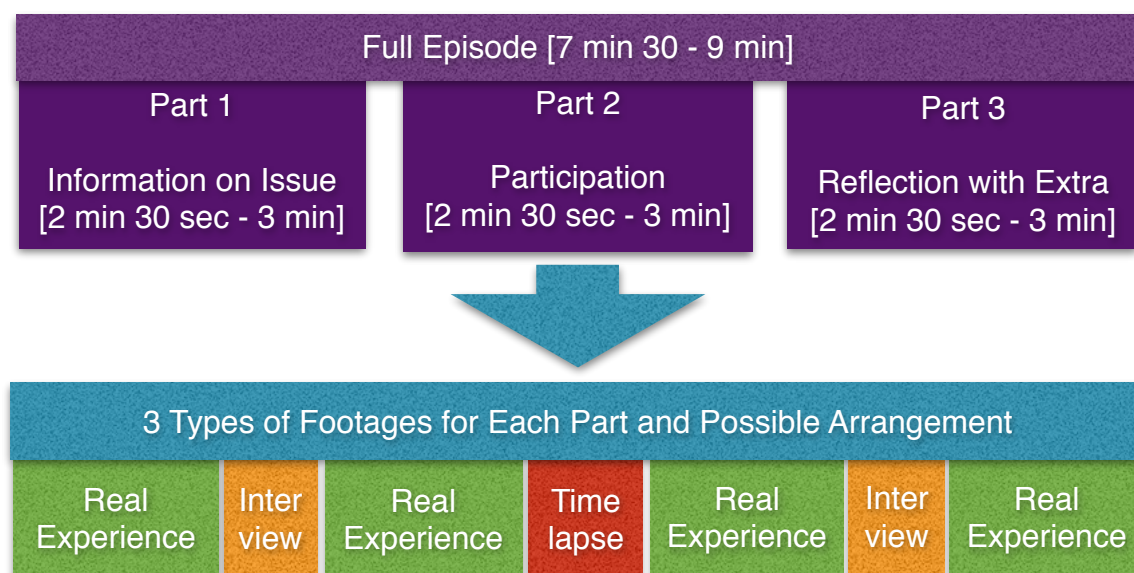 Full Episode [7 min 30 - 9 min]
Part 1
Information on Issue
[2 min 30 sec - 3 min]
Part 2
Participation
[2 min 30 sec - 3 min]
Part 3
Reflection with Extra
[2 min 30 sec - 3 min]
3 Types of Footages for Each Part and Possible Arrangement
Real
Experience
Inter
view
Real
Experience
Time
lapse
Real
Experience
Inter
view
Real
Experience